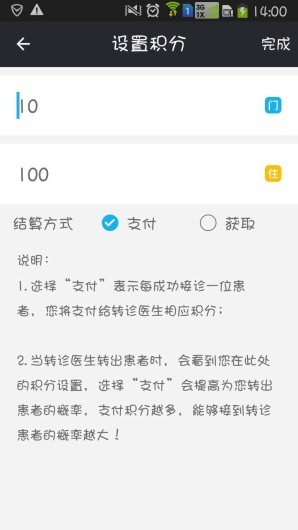 3G
1X
1
14:00
设置积分
完成
10
门
100
住
结算方式
支付
获取
说明：
1.选择“支付”表示每成功接诊一位患
者，您将支付给转诊医生相应积分；
2.当转诊医生转出患者时，会看到您在此处
的积分设置，选择“支付”会提高为您转出
患者的概率，支付积分越多，能够接到转诊
患者的概率越大！